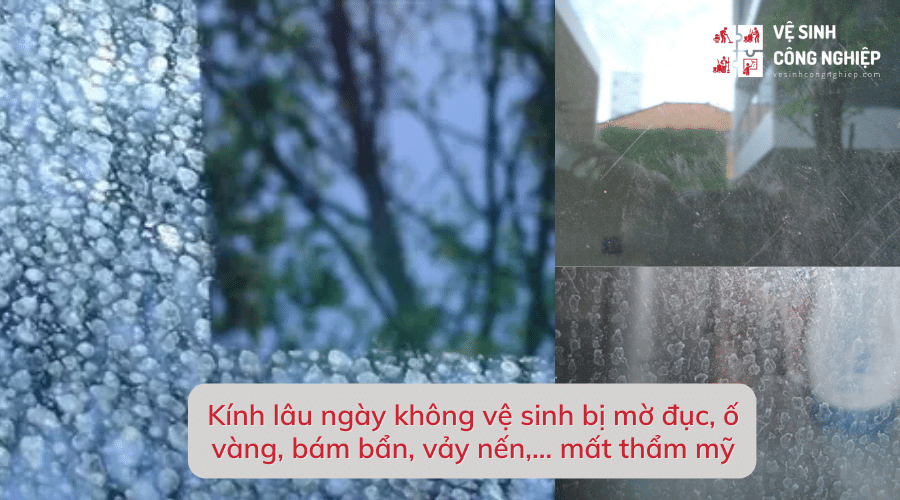 VỆ SINH
CÔNG NGHIỆP
vesinhcongnghiep.com
Kính lâu ngày không vệ sinh bị mờ đục, ố
vàng, bám bẩn, vảy nến,... mất thẩm mỹ